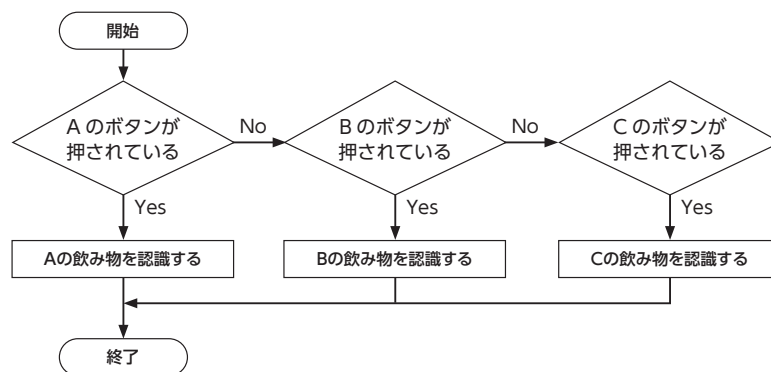 開始
A のボタンが
押されている
No
B のボタンが
押されている
No
C のボタンが
押されている
Yes
Yes
Yes
Aの飲み物を認識する
Bの飲み物を認識する
Cの飲み物を認識する
終了